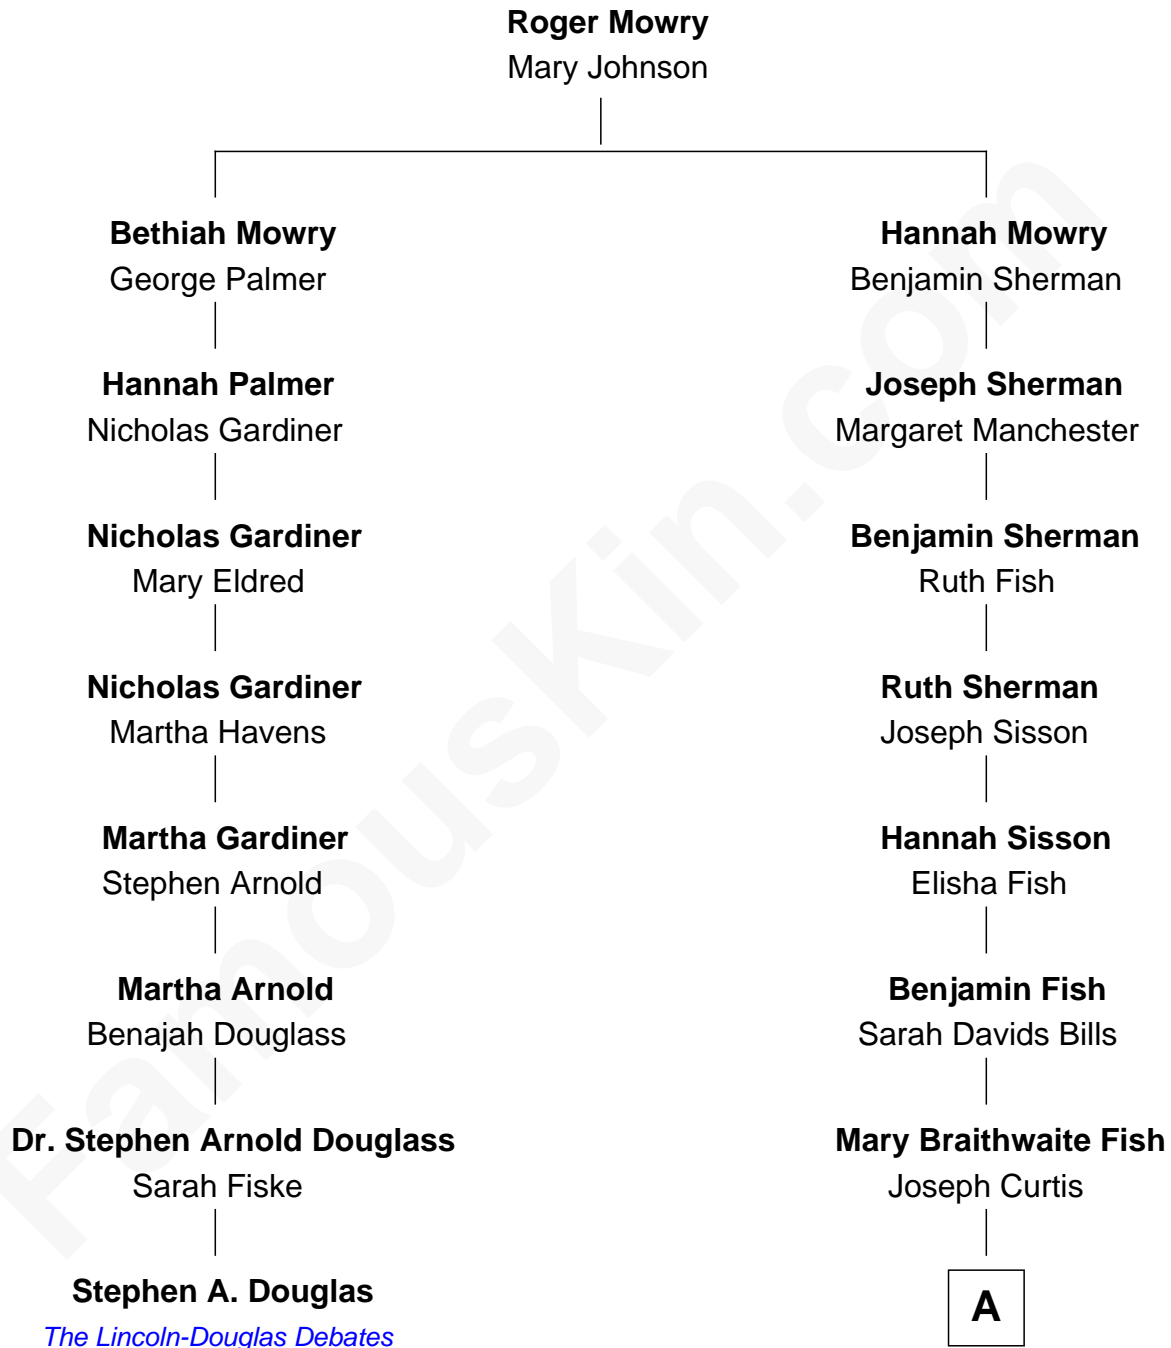 Roger Mowry
Mary Johnson
Bethiah Mowry
George Palmer
Hannah Mowry
Benjamin Sherman
Hannah Palmer
Nicholas Gardiner
Joseph Sherman
Margaret Manchester
Nicholas Gardiner
Mary Eldred
Benjamin Sherman
Ruth Fish
Nicholas Gardiner
Martha Havens
Ruth Sherman
Joseph Sisson
Martha Gardiner
Stephen Arnold
Hannah Sisson
Elisha Fish
Martha Arnold
Benajah Douglass
Benjamin Fish
Sarah Davids Bills
Dr. Stephen Arnold Douglass
Sarah Fiske
Mary Braithwaite Fish
Joseph Curtis
Stephen A. Douglas
The Lincoln-Douglas Debates
A
FamousKin.com